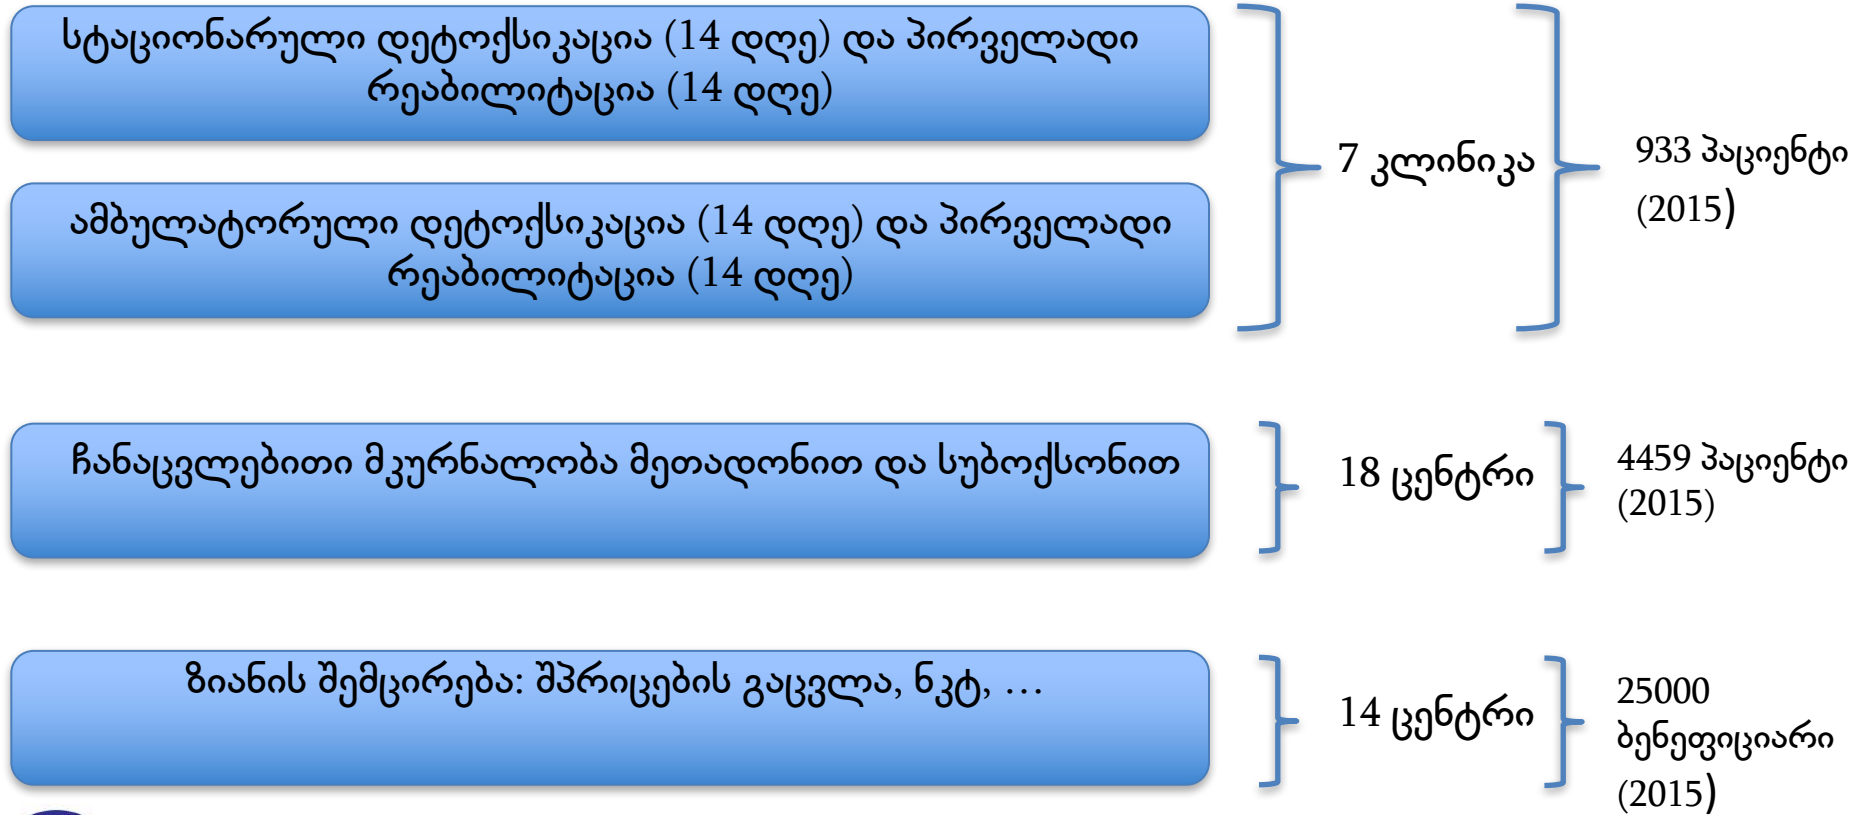 სტაციონარული დეტოქსიკაცია (14 დღე) და პირველადი
რეაბილიტაცია (14 დღე)
ამბულატორული დეტოქსიკაცია (14 დღე) და პირველადი
რეაბილიტაცია (14 დღე)
7 კლინიკა
933 პაციენტი
(2015)
ჩანაცვლებითი მკურნალობა მეთადონით და სუბოქსონით
18 ცენტრი
4459 პაციენტი
(2015)
ზიანის შემცირება: შპრიცების გაცვლა, ნკტ, …
14 ცენტრი
25000
ბენეფიციარი
(2015)